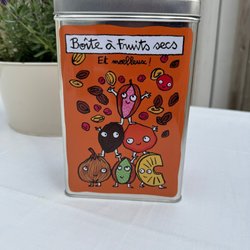 Boîte à fruits secs
Et moelleux !